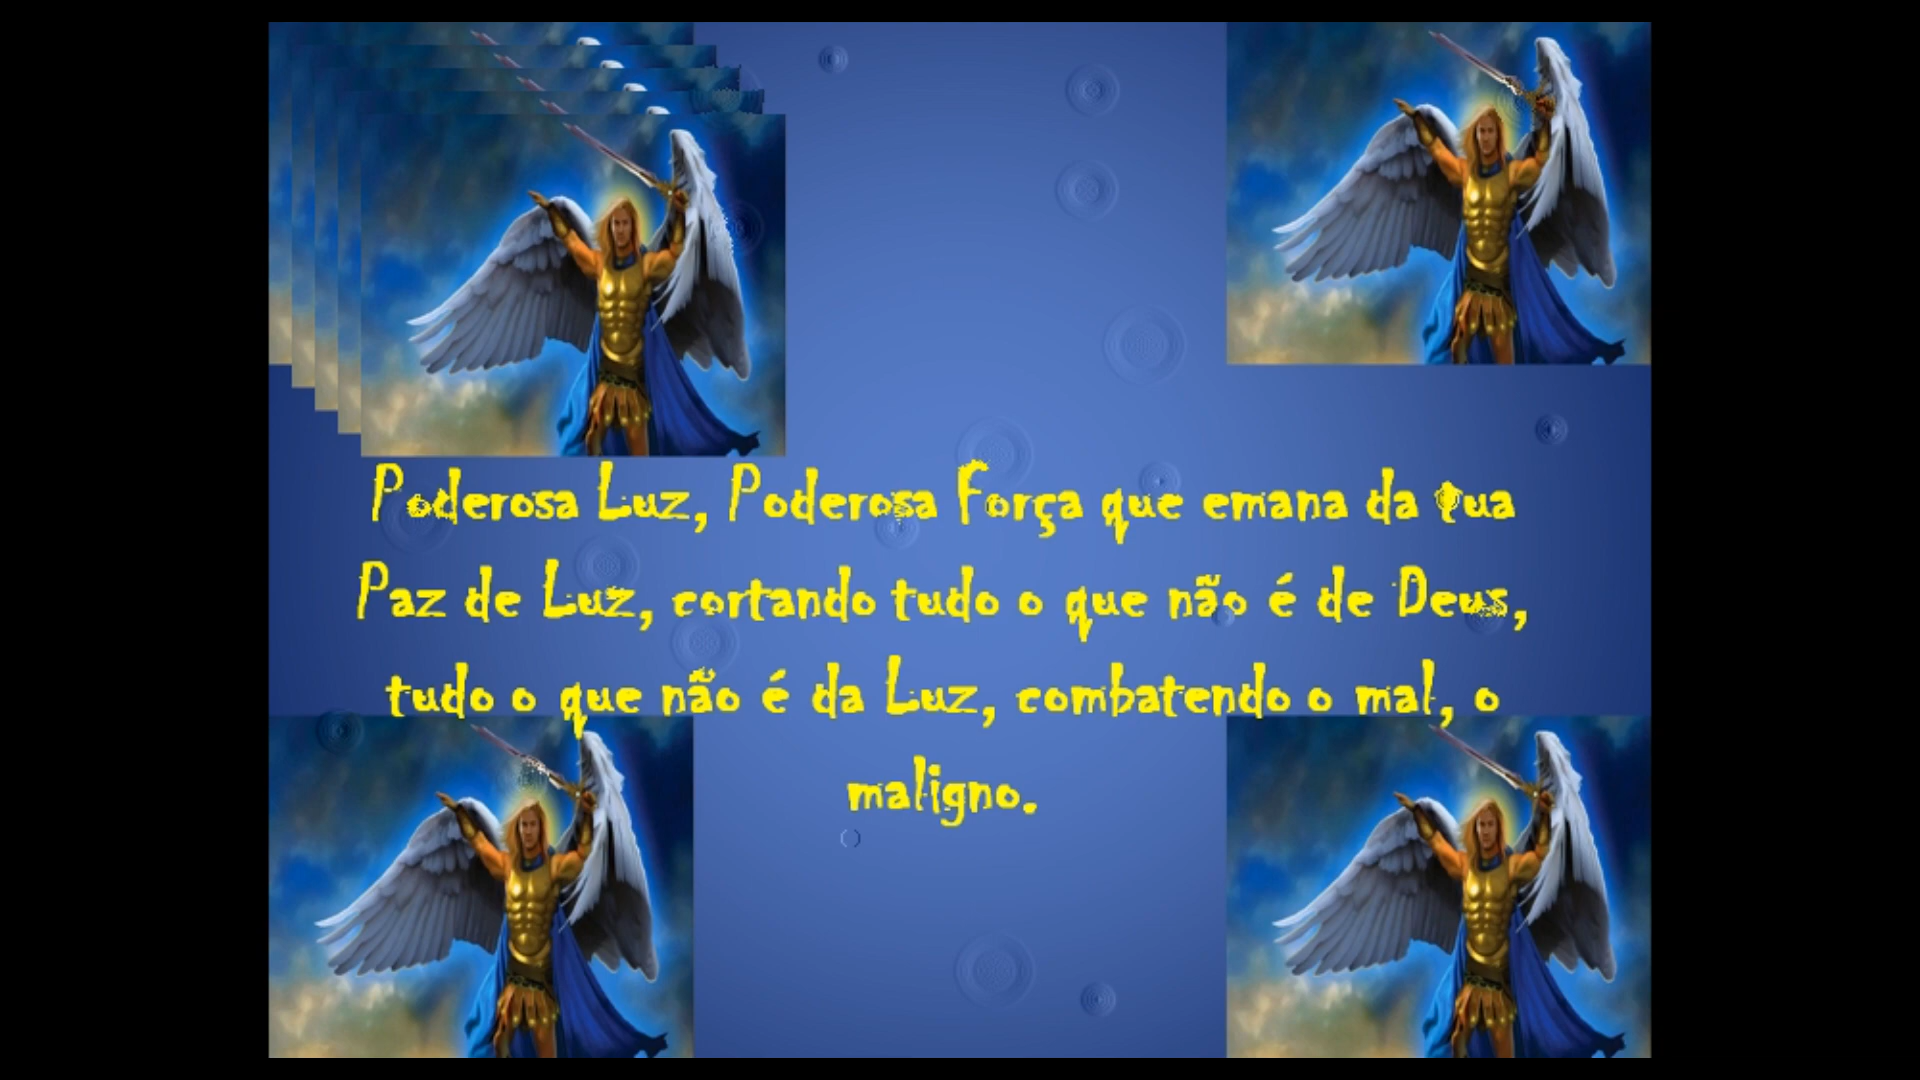 Poderosa Luz, Poderosa Força que emana da tua
Paz de Luz, cortando tudo o que não é de Deus,
tudo o que não é da Luz, combatendo o mal, o
maligno.